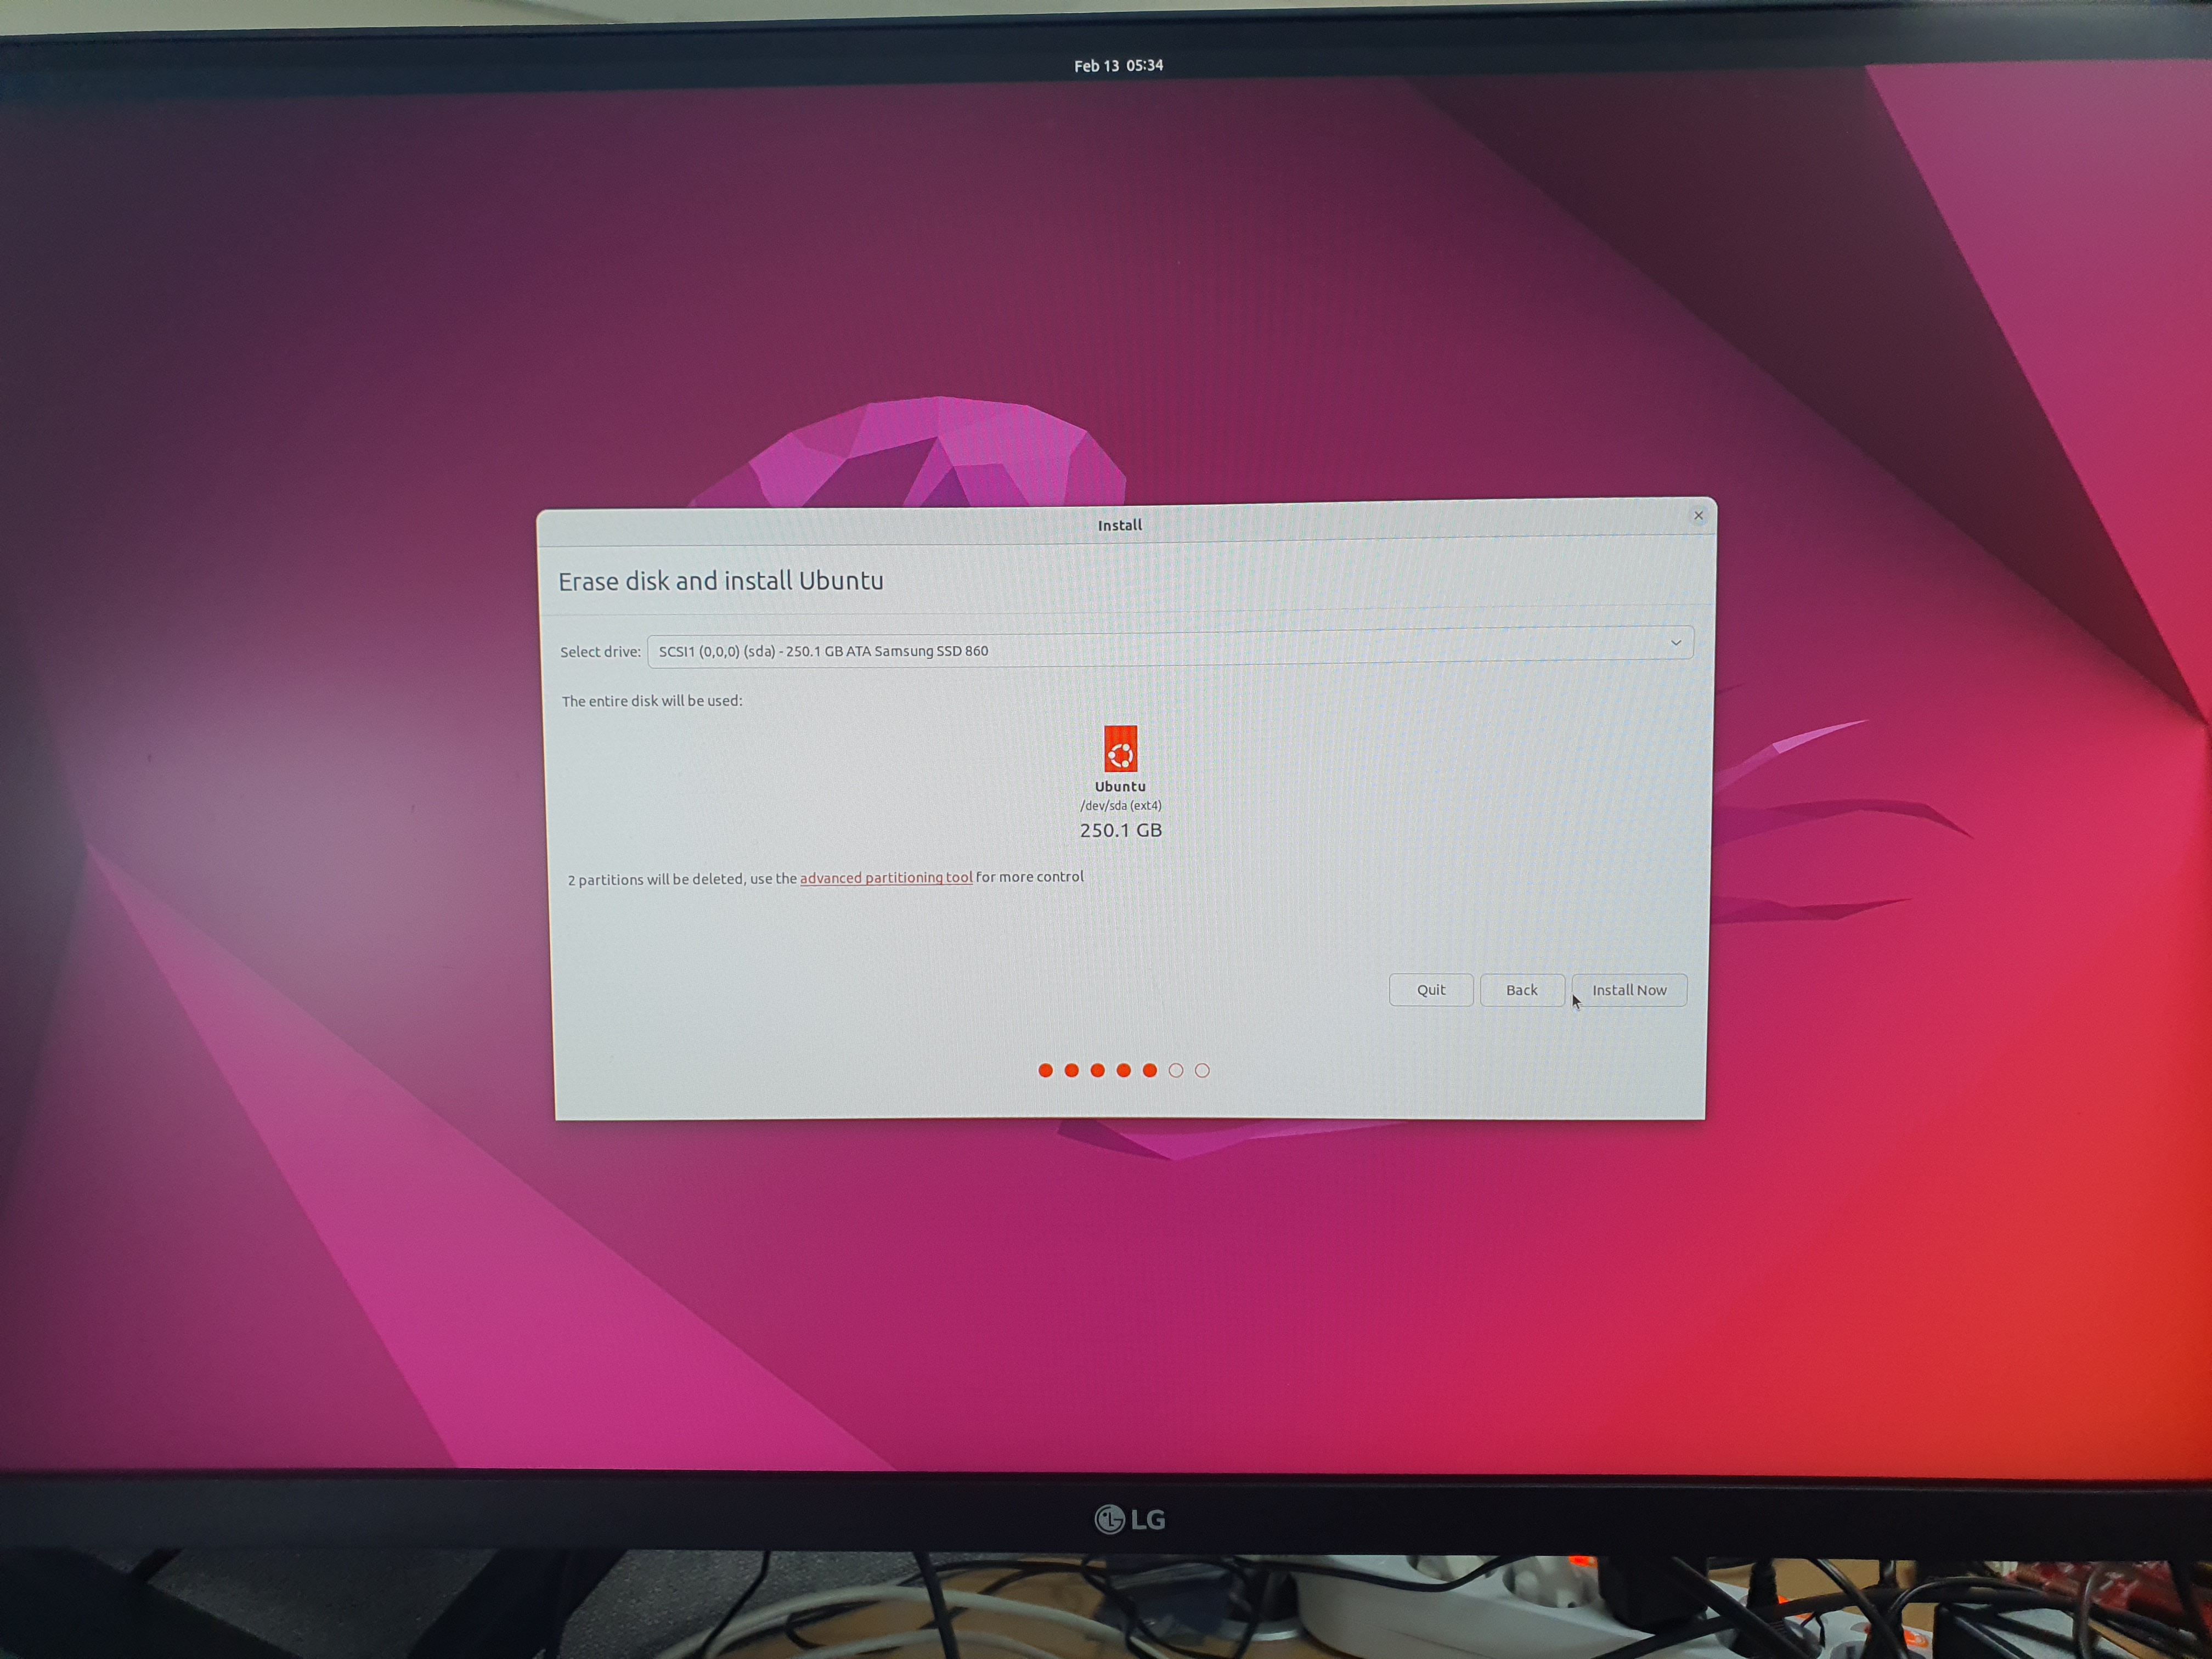 Feb 13 05:34
Install
Erase disk and install Ubuntu
Select drive: SCSI1 (0,0,0) (sda) - 250.1 GB ATA Samsung SSD 860
The entire disk will be used:
Ubuntu
/dev/sda (ext4)
250.1 GB
2 partitions will be deleted, use the advanced partitioning tool for more control
Quit Back Install Now
LG